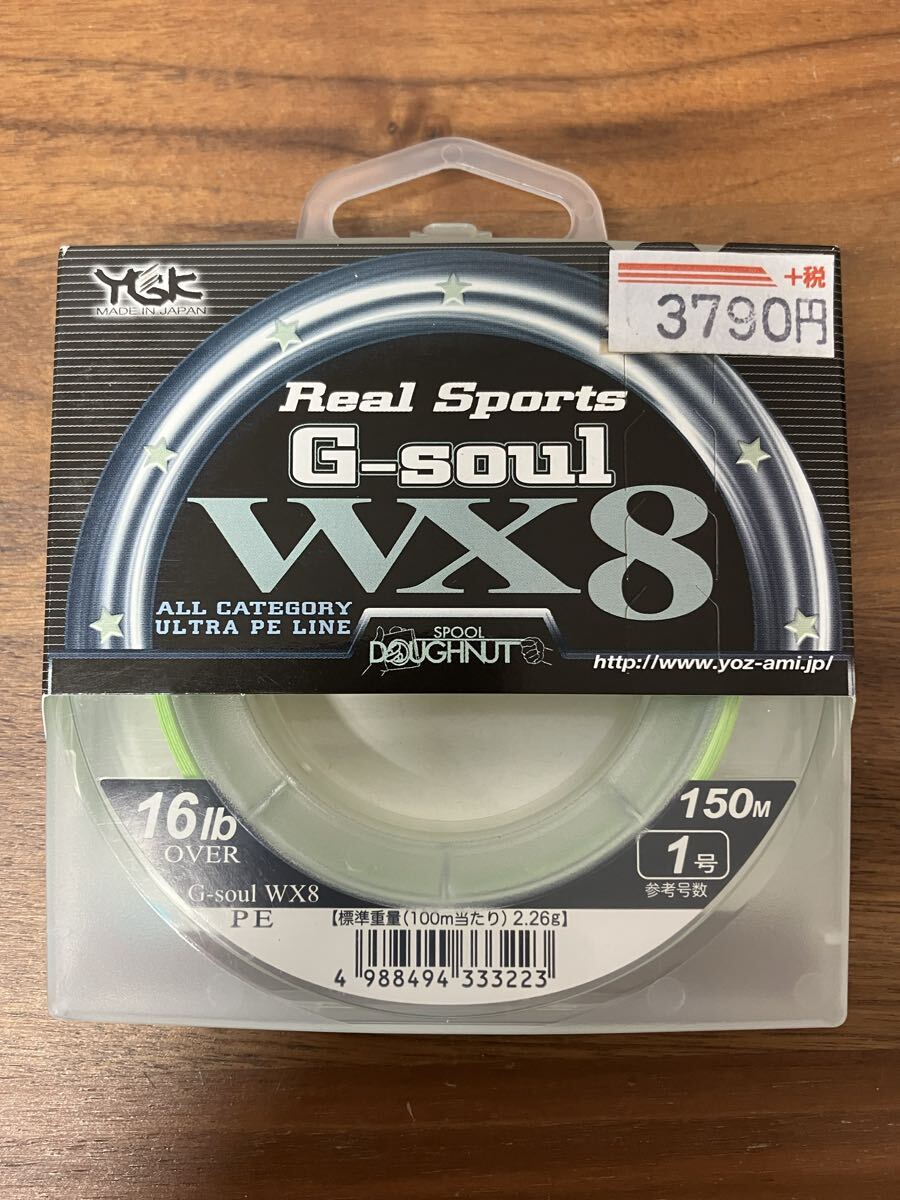 YGK
MADE IN JAPAN
+税
3790円
Real Sports
G-soul
WX8
ALL CATEGORY
ULTRA PE LINE
SPOOL
DOUGHNUT
http://www.yoz-ami.jp/
16lb
OVER
150M
1号
参考号数
G-soul WX8
PE
【標準重量(100m当たり) 2.26g】
4 988494 333223